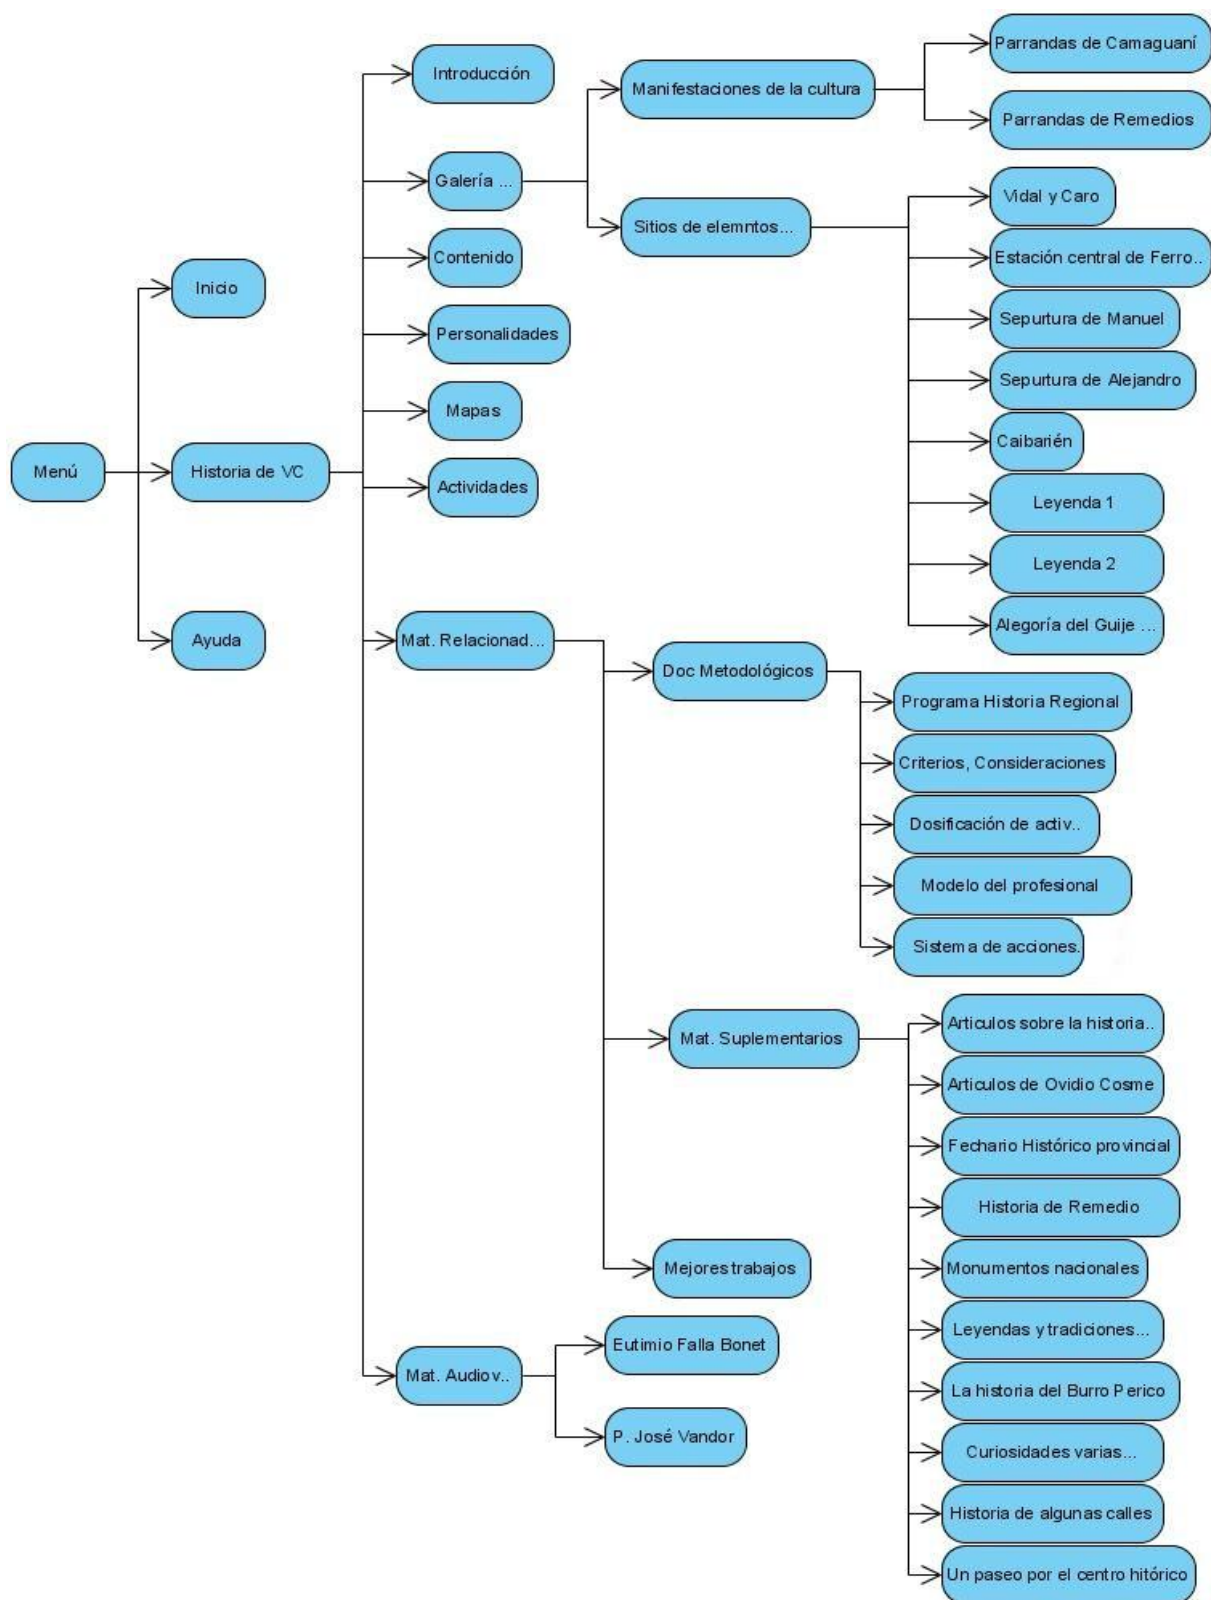 Menú
Inicio
Historia de VC
Ayuda
Introducción
Galería ...
Contenido
Personalidades
Mapas
Actividades
Mat. Relacionad...
Mat. Audiov..
Manifestaciones de la cultura
Sitios de elemntos...
Parrandas de Camaguaní
Parrandas de Remedios
Vidal y Caro
Estación central de Ferro..
Sepurtura de Manuel
Sepurtura de Alejandro
Caibarién
Leyenda 1
Leyenda 2
Alegoría del Guije ...
Doc Metodológicos
Programa Historia Regional
Criterios, Consideraciones
Dosificación de activ..
Modelo del profesional
Sistema de acciones.
Mat. Suplementarios
Articulos sobre la historia..
Articulos de Ovidio Cosme
Fechario Histórico provincial
Historia de Remedio
Monumentos nacionales
Leyendas y tradiciones...
La historia del Burro Perico
Curiosidades varias...
Historia de algunas calles
Un paseo por el centro hitórico
Mejores trabajos
Eutimio Falla Bonet
P. José Vandor